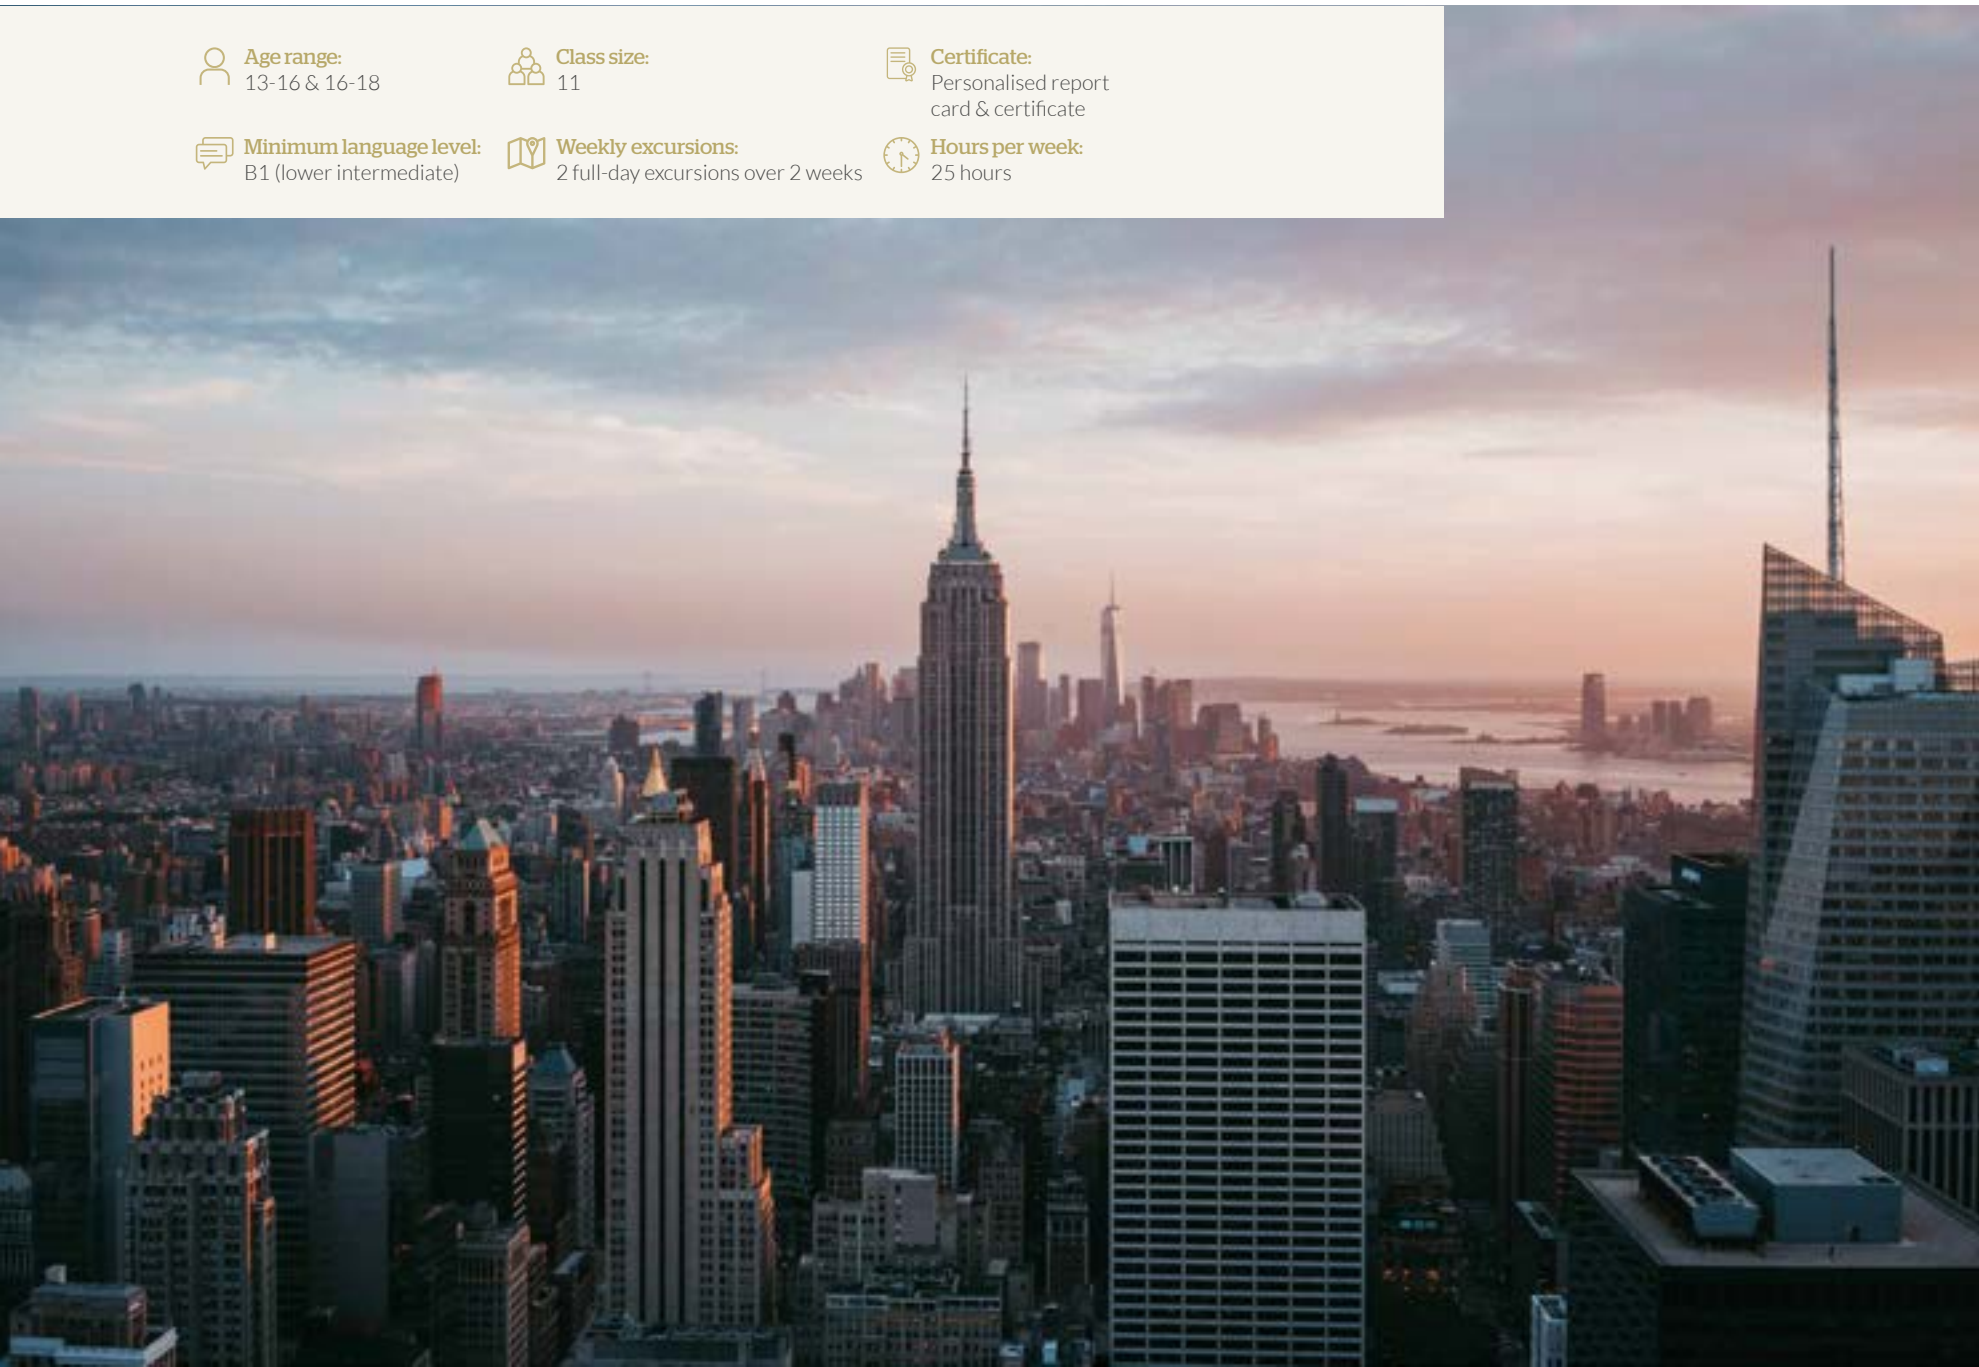 Age range:
13-16 & 16-18
Class size:
11
Certificate:
Personalised report
card & certificate
Minimum language level:
B1 (lower intermediate)
Weekly excursions:
2 full-day excursions over 2 weeks
Hours per week:
25 hours